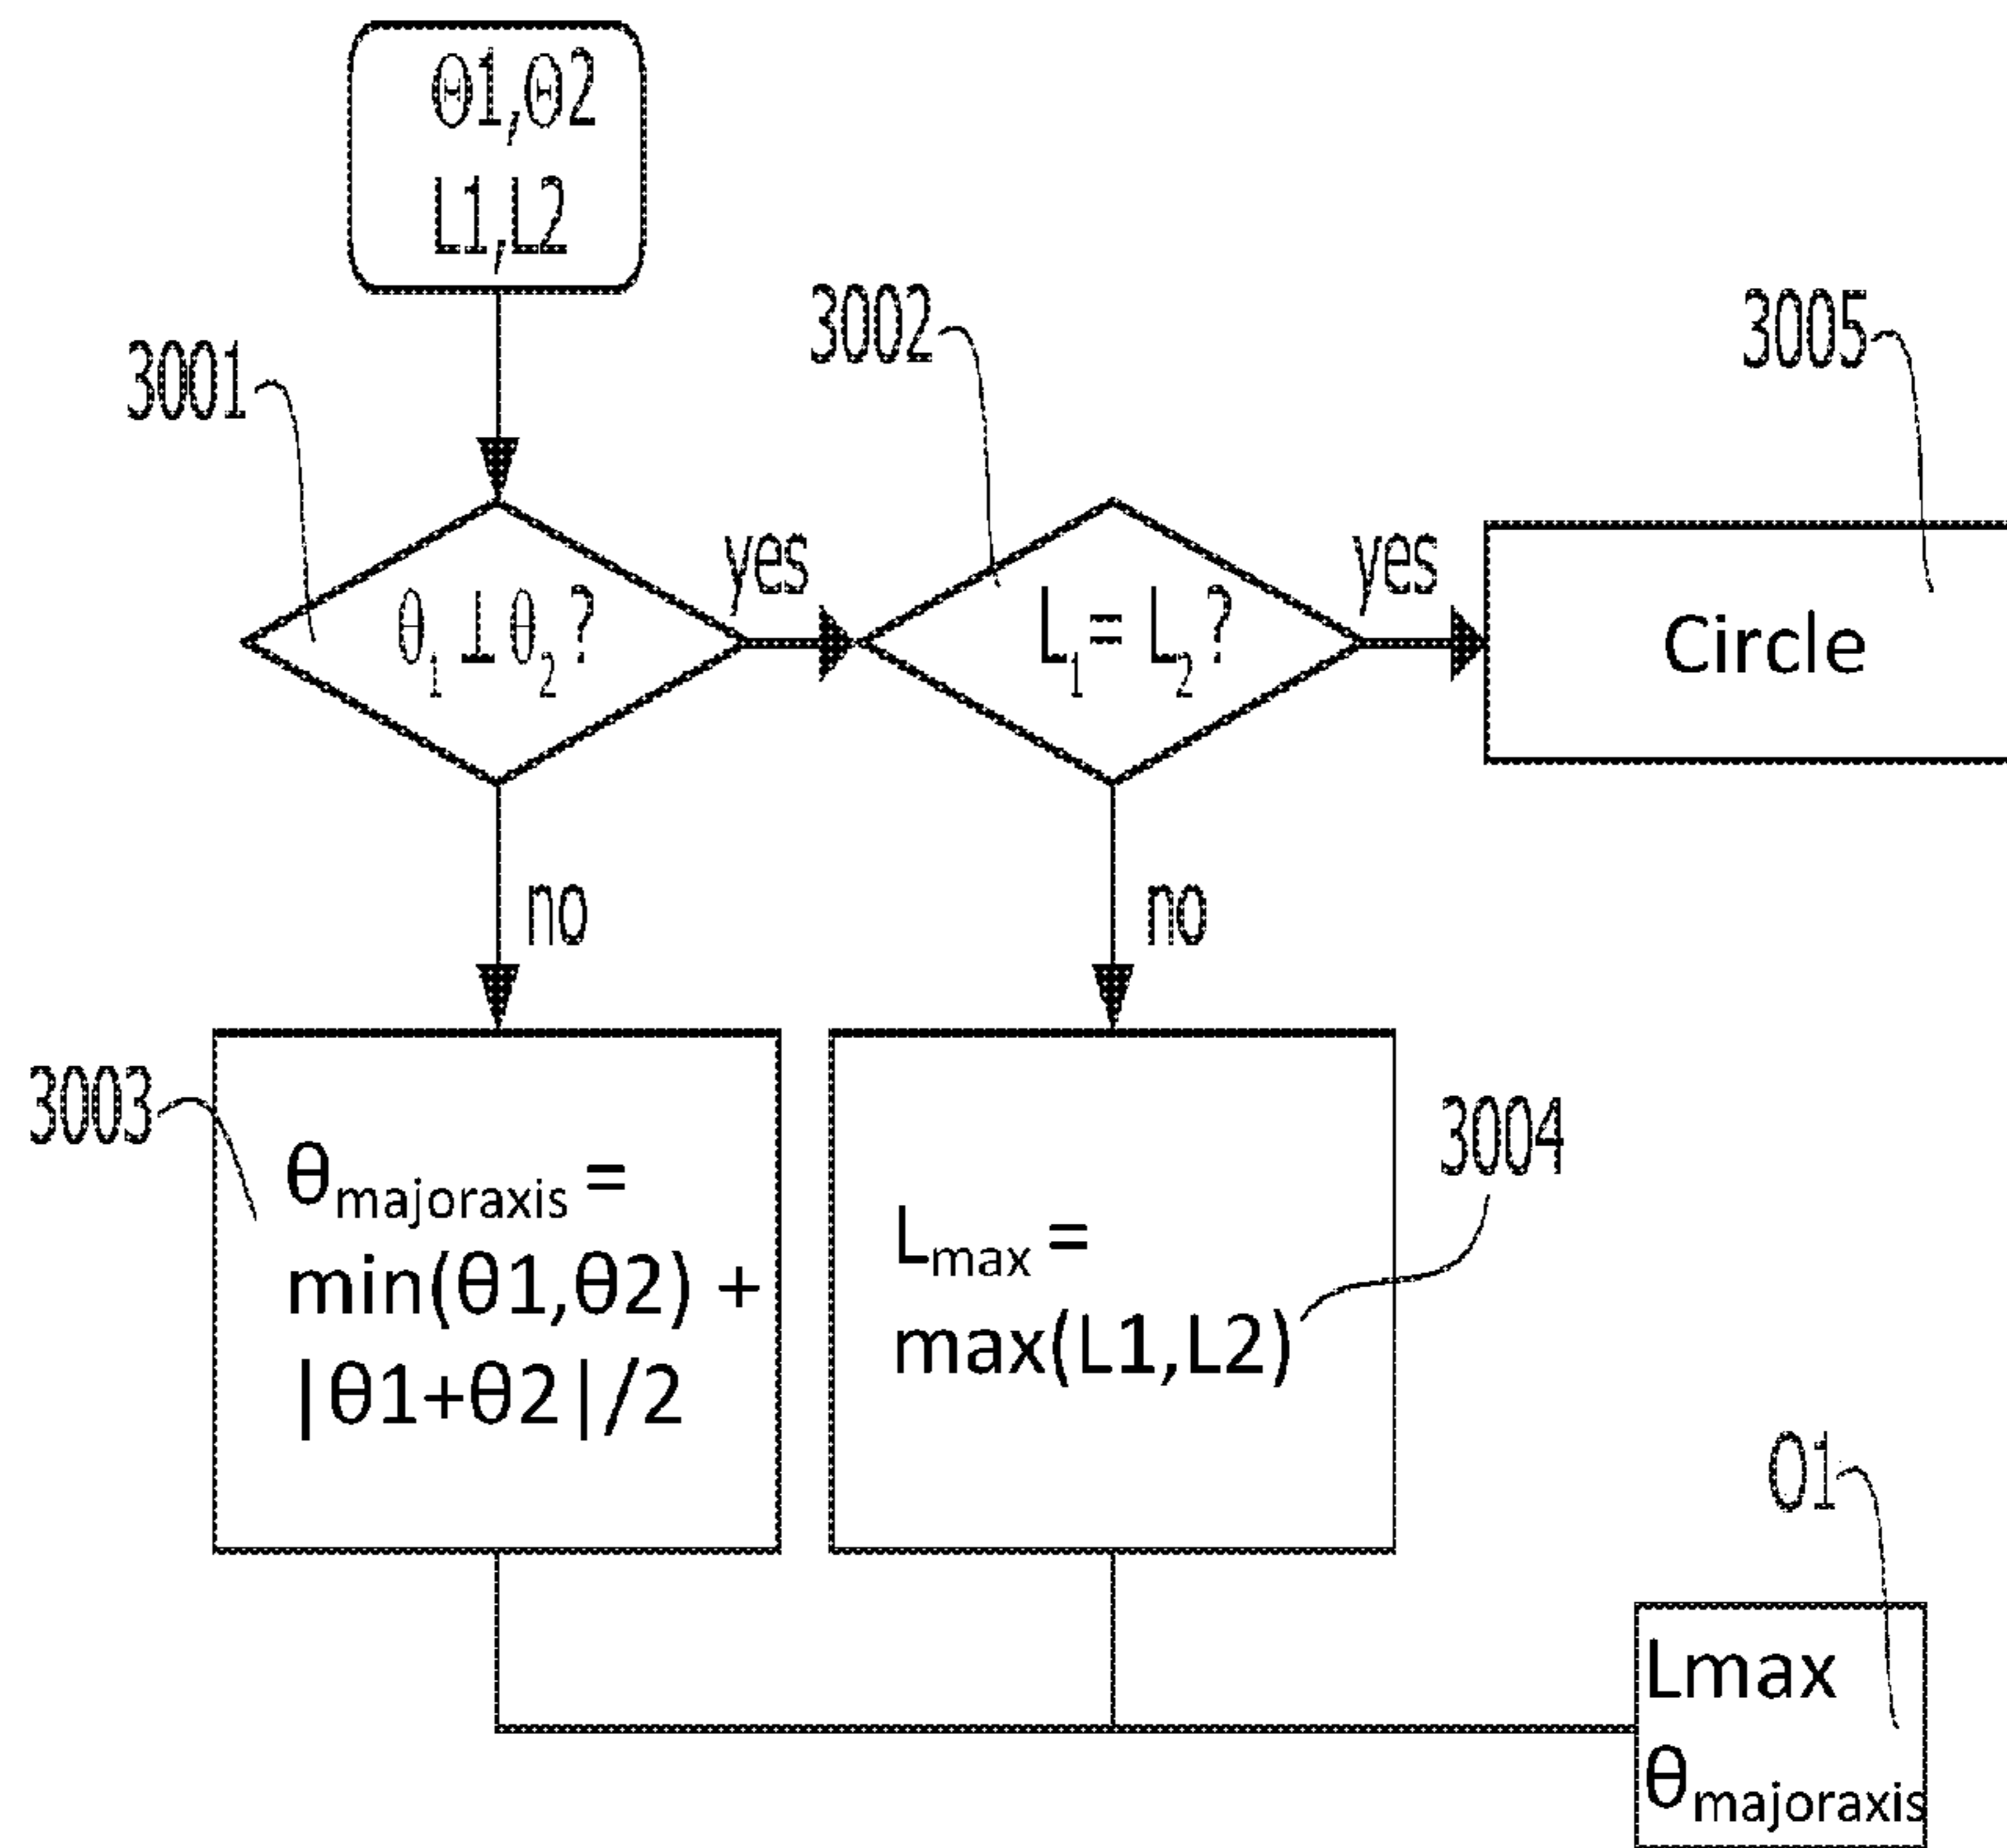 θ1,θ2
L1,L2
3001
3002
3005
θ₁ ⊥ θ₂ ?
yes
L₁ = L₂ ?
yes
Circle
no
no
3003
θmajoraxis =
min(θ1,θ2) +
|θ1+θ2|/2
Lmax =
max(L1,L2)
3004
O1
Lmax
θmajoraxis